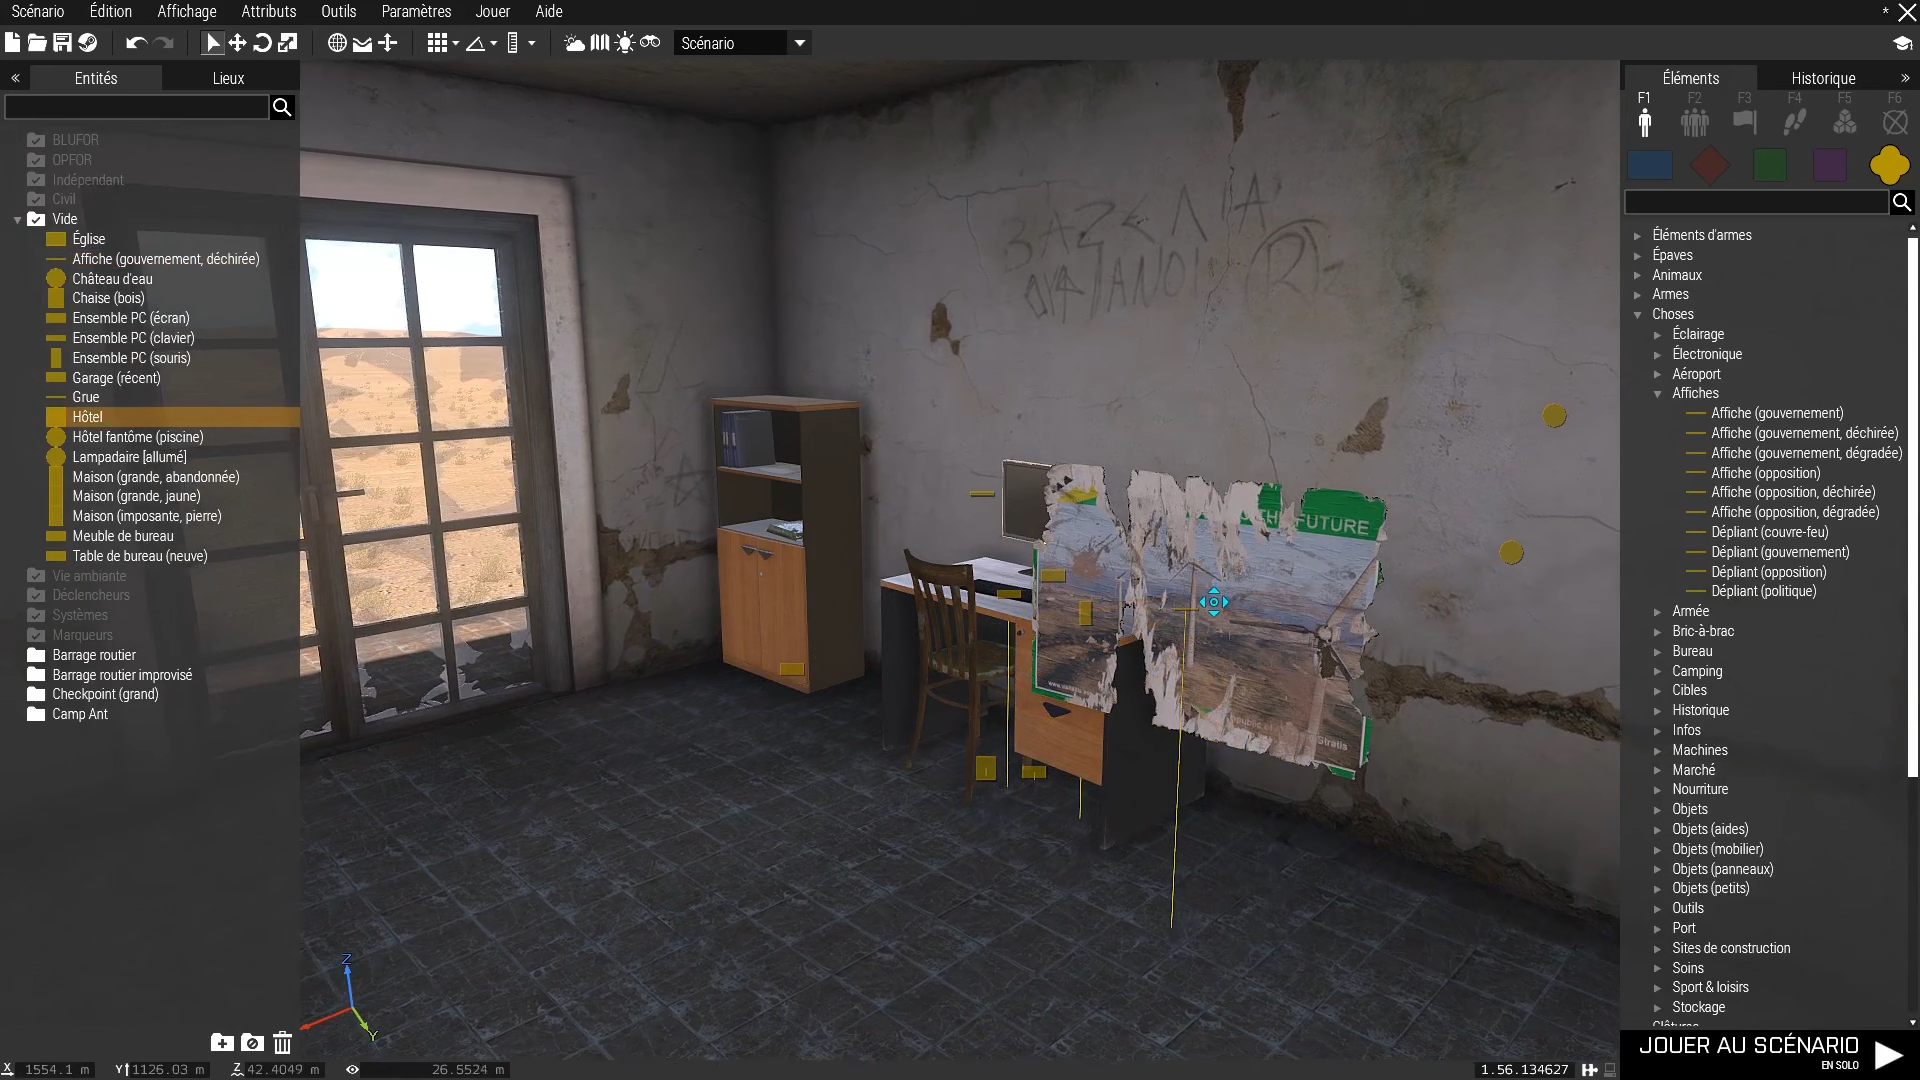 Scénario Édition Affichage Attributs Outils Paramètres Jouer Aide *
Scénario
« Entités Lieux
BLUFOR
OPFOR
Indépendant
Civil
Vide
Église
Affiche (gouvernement, déchirée)
Château d'eau
Chaise (bois)
Ensemble PC (écran)
Ensemble PC (clavier)
Ensemble PC (souris)
Garage (récent)
Grue
Hôtel
Hôtel fantôme (piscine)
Lampadaire [allumé]
Maison (grande, abandonnée)
Maison (grande, jaune)
Maison (imposante, pierre)
Meuble de bureau
Table de bureau (neuve)
Vie ambiante
Déclencheurs
Systèmes
Marqueurs
Barrage routier
Barrage routier improvisé
Checkpoint (grand)
Camp Ant
FUTURE
Stratis
Z
Y
Éléments Historique »
F1 F2 F3 F4 F5 F6
Éléments d'armes
Épaves
Animaux
Armes
Choses
Éclairage
Électronique
Aéroport
Affiches
Affiche (gouvernement)
Affiche (gouvernement, déchirée)
Affiche (gouvernement, dégradée)
Affiche (opposition)
Affiche (opposition, déchirée)
Affiche (opposition, dégradée)
Dépliant (couvre-feu)
Dépliant (gouvernement)
Dépliant (opposition)
Dépliant (politique)
Armée
Bric-à-brac
Bureau
Camping
Cibles
Historique
Infos
Machines
Marché
Nourriture
Objets
Objets (aides)
Objets (mobilier)
Objets (panneaux)
Objets (petits)
Outils
Port
Sites de construction
Soins
Sport & loisirs
Stockage
JOUER AU SCÉNARIO
EN SOLO
X 1554.1 m Y 1126.03 m Z 42.4049 m 26.5524 m 1.56.134627